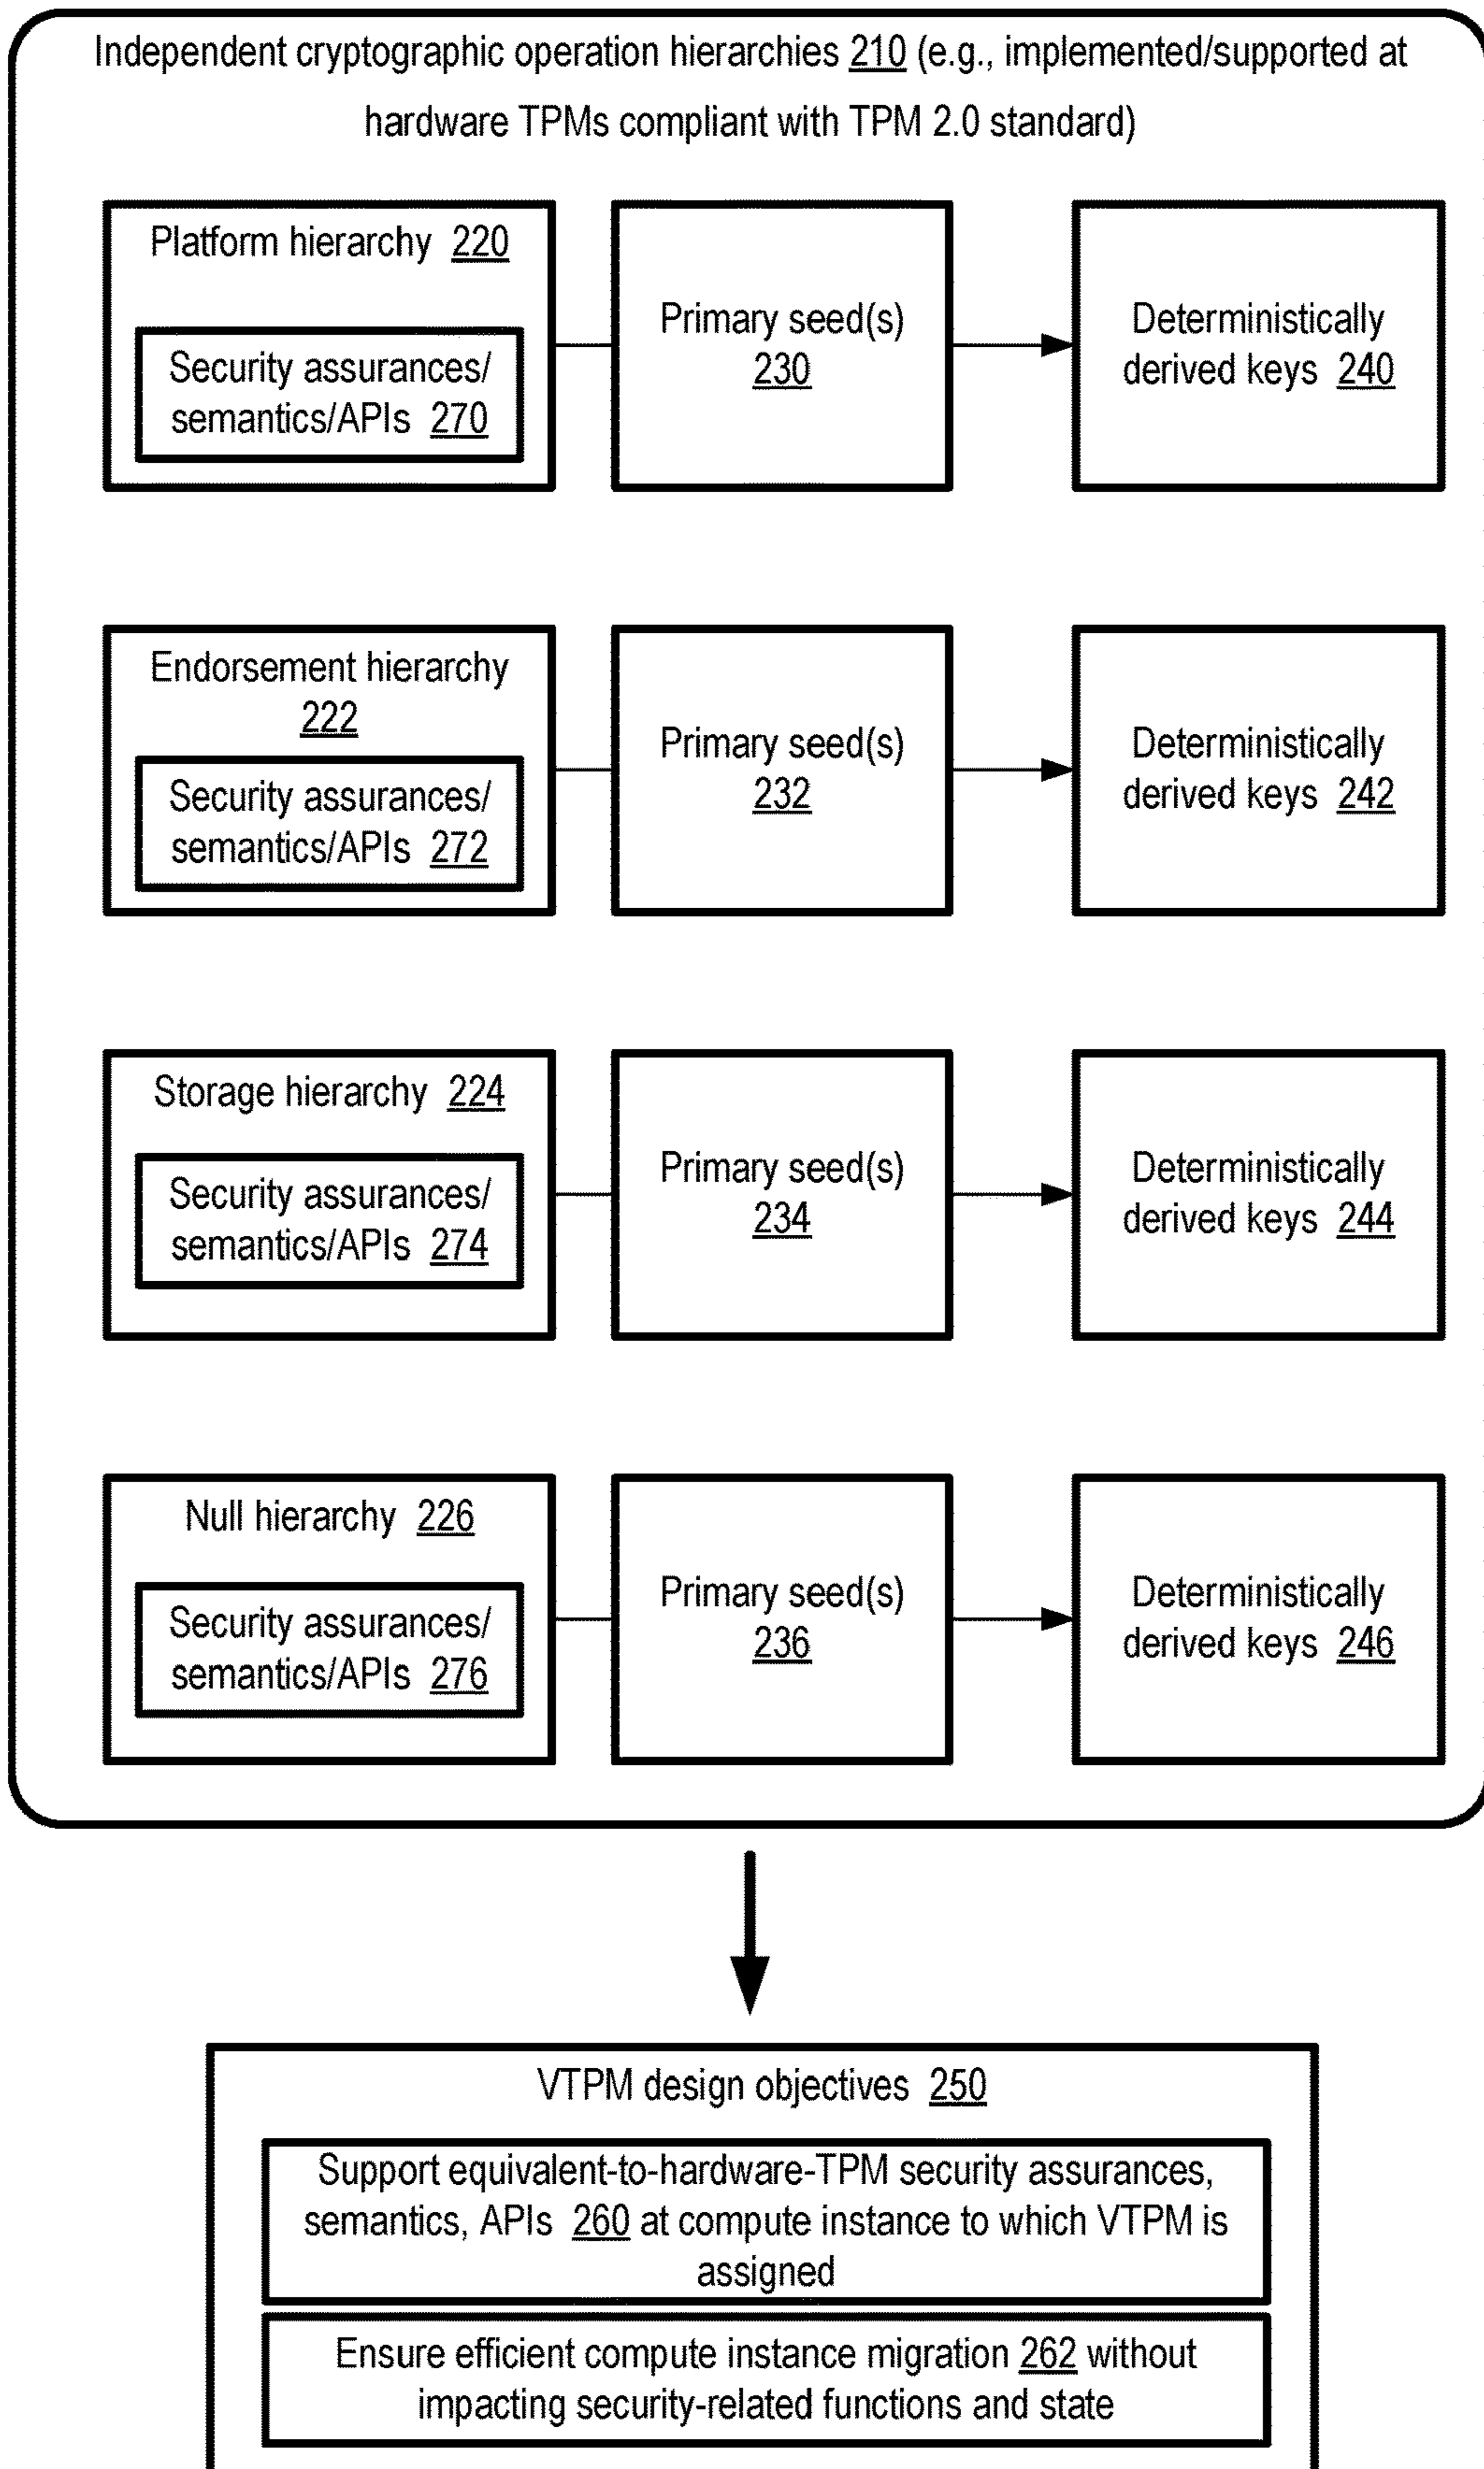 Independent cryptographic operation hierarchies 210 (e.g., implemented/supported at
hardware TPMs compliant with TPM 2.0 standard)
Platform hierarchy 220
Security assurances/
semantics/APIs 270
Primary seed(s)
230
Deterministically
derived keys 240
Endorsement hierarchy
222
Security assurances/
semantics/APIs 272
Primary seed(s)
232
Deterministically
derived keys 242
Storage hierarchy 224
Security assurances/
semantics/APIs 274
Primary seed(s)
234
Deterministically
derived keys 244
Null hierarchy 226
Security assurances/
semantics/APIs 276
Primary seed(s)
236
Deterministically
derived keys 246
VTPM design objectives 250
Support equivalent-to-hardware-TPM security assurances,
semantics, APIs 260 at compute instance to which VTPM is
assigned
Ensure efficient compute instance migration 262 without
impacting security-related functions and state